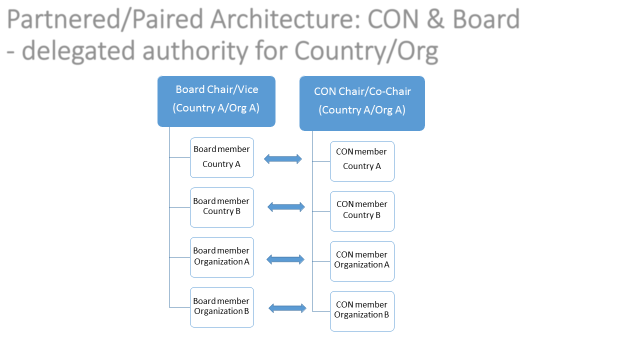 Partnered/Paired Architecture: CON & Board
- delegated authority for Country/Org
Board Chair/Vice
(Country A/Org A)
CON Chair/Co-Chair
(Country A/Org A)
Board member
Country A
CON member
Country A
Board member
Country B
CON member
Country B
Board member
Organization A
CON member
Organization A
Board member
Organization B
CON member
Organization B